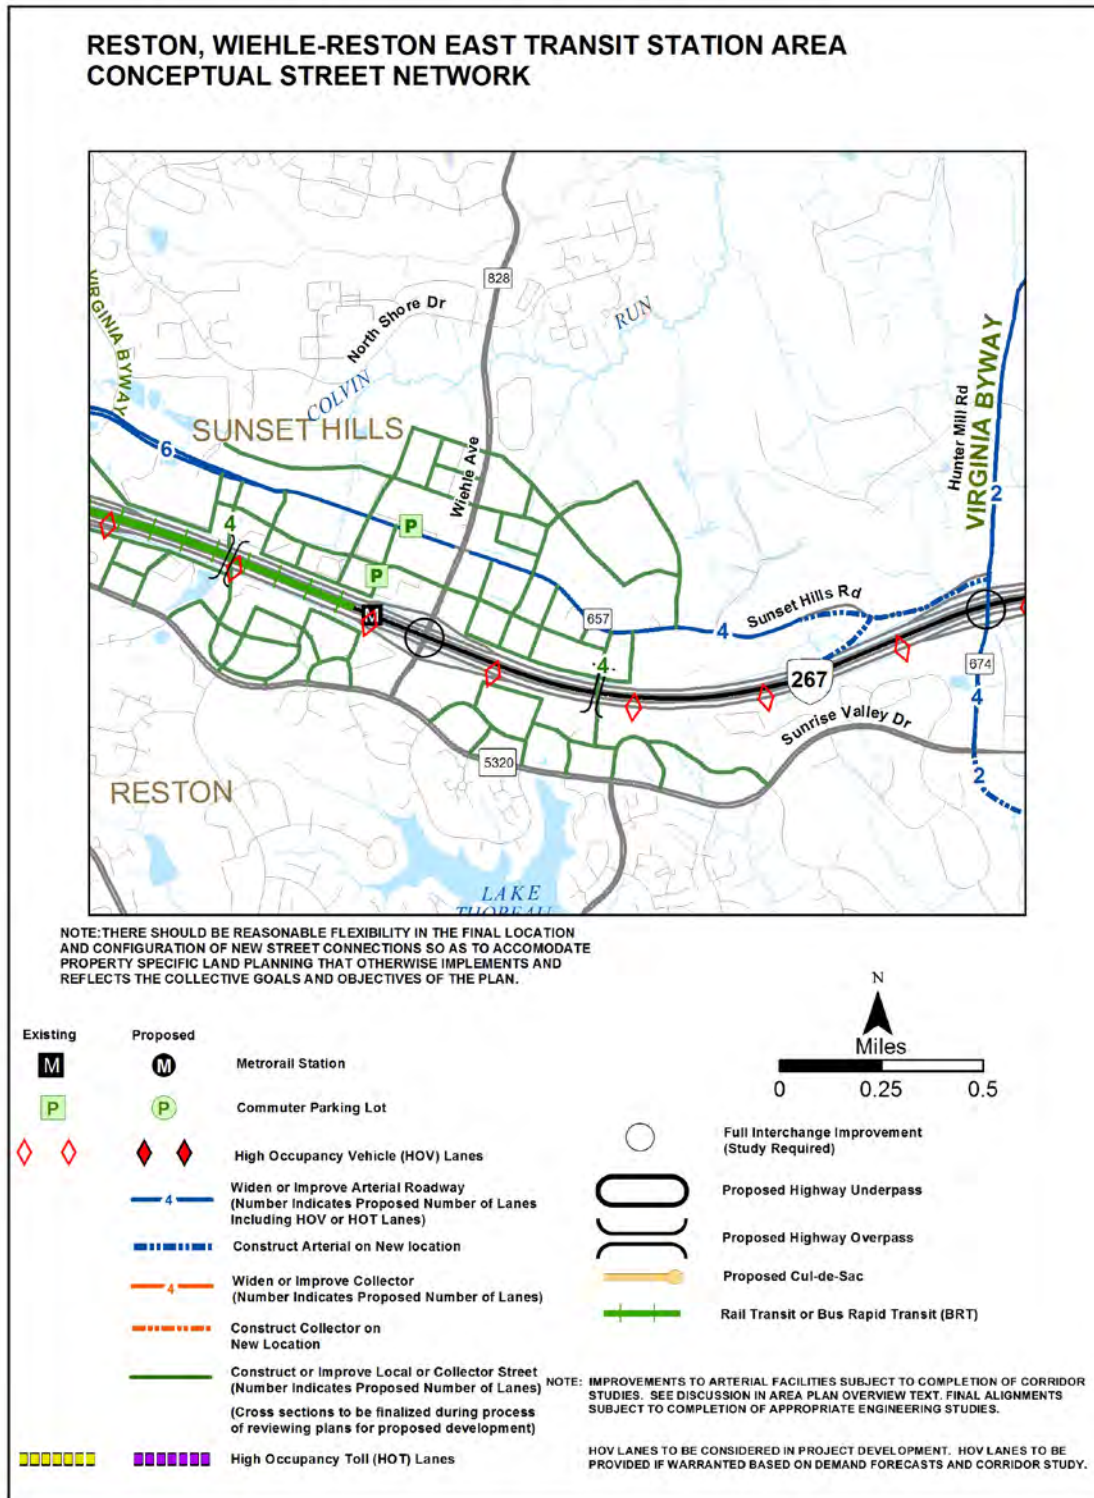 RESTON, WIEHLE-RESTON EAST TRANSIT STATION AREA
CONCEPTUAL STREET NETWORK
828
North Shore Dr
RUN
VIRGINIA BYWAY
COLVIN
SUNSET HILLS
Wiehle Ave
Hunter Mill Rd
VIRGINIA BYWAY
6
2
P
4
P
M
657
4
Sunset Hills Rd
4
267
674
4
Sunrise Valley Dr
5320
2
RESTON
LAKE
THOREAU
NOTE:THERE SHOULD BE REASONABLE FLEXIBILITY IN THE FINAL LOCATION
AND CONFIGURATION OF NEW STREET CONNECTIONS SO AS TO ACCOMODATE
PROPERTY SPECIFIC LAND PLANNING THAT OTHERWISE IMPLEMENTS AND
REFLECTS THE COLLECTIVE GOALS AND OBJECTIVES OF THE PLAN.
N
Miles
0 0.25 0.5
Existing Proposed
M M Metrorail Station
P P Commuter Parking Lot
High Occupancy Vehicle (HOV) Lanes
4 Widen or Improve Arterial Roadway
(Number Indicates Proposed Number of Lanes
Including HOV or HOT Lanes)
Construct Arterial on New location
4 Widen or Improve Collector
(Number Indicates Proposed Number of Lanes)
Construct Collector on
New Location
Construct or Improve Local or Collector Street
(Number Indicates Proposed Number of Lanes)
(Cross sections to be finalized during process
of reviewing plans for proposed development)
High Occupancy Toll (HOT) Lanes
Full Interchange Improvement
(Study Required)
Proposed Highway Underpass
Proposed Highway Overpass
Proposed Cul-de-Sac
Rail Transit or Bus Rapid Transit (BRT)
NOTE: IMPROVEMENTS TO ARTERIAL FACILITIES SUBJECT TO COMPLETION OF CORRIDOR
STUDIES. SEE DISCUSSION IN AREA PLAN OVERVIEW TEXT. FINAL ALIGNMENTS
SUBJECT TO COMPLETION OF APPROPRIATE ENGINEERING STUDIES.
HOV LANES TO BE CONSIDERED IN PROJECT DEVELOPMENT. HOV LANES TO BE
PROVIDED IF WARRANTED BASED ON DEMAND FORECASTS AND CORRIDOR STUDY.